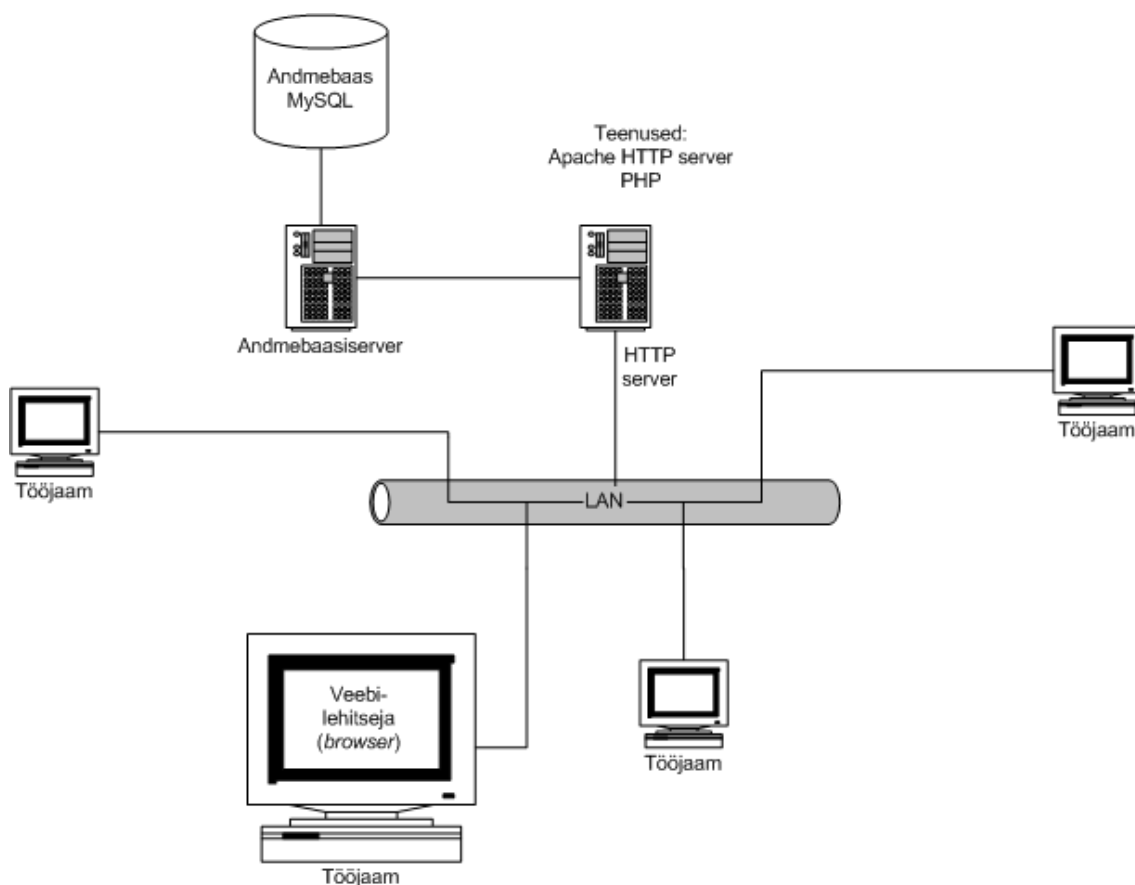 Andmebaas
MySQL
Teenused:
Apache HTTP server
PHP
Andmebaasiserver
HTTP
server
Tööjaam
Tööjaam
LAN
Veebi-
lehitseja
(browser)
Tööjaam
Tööjaam